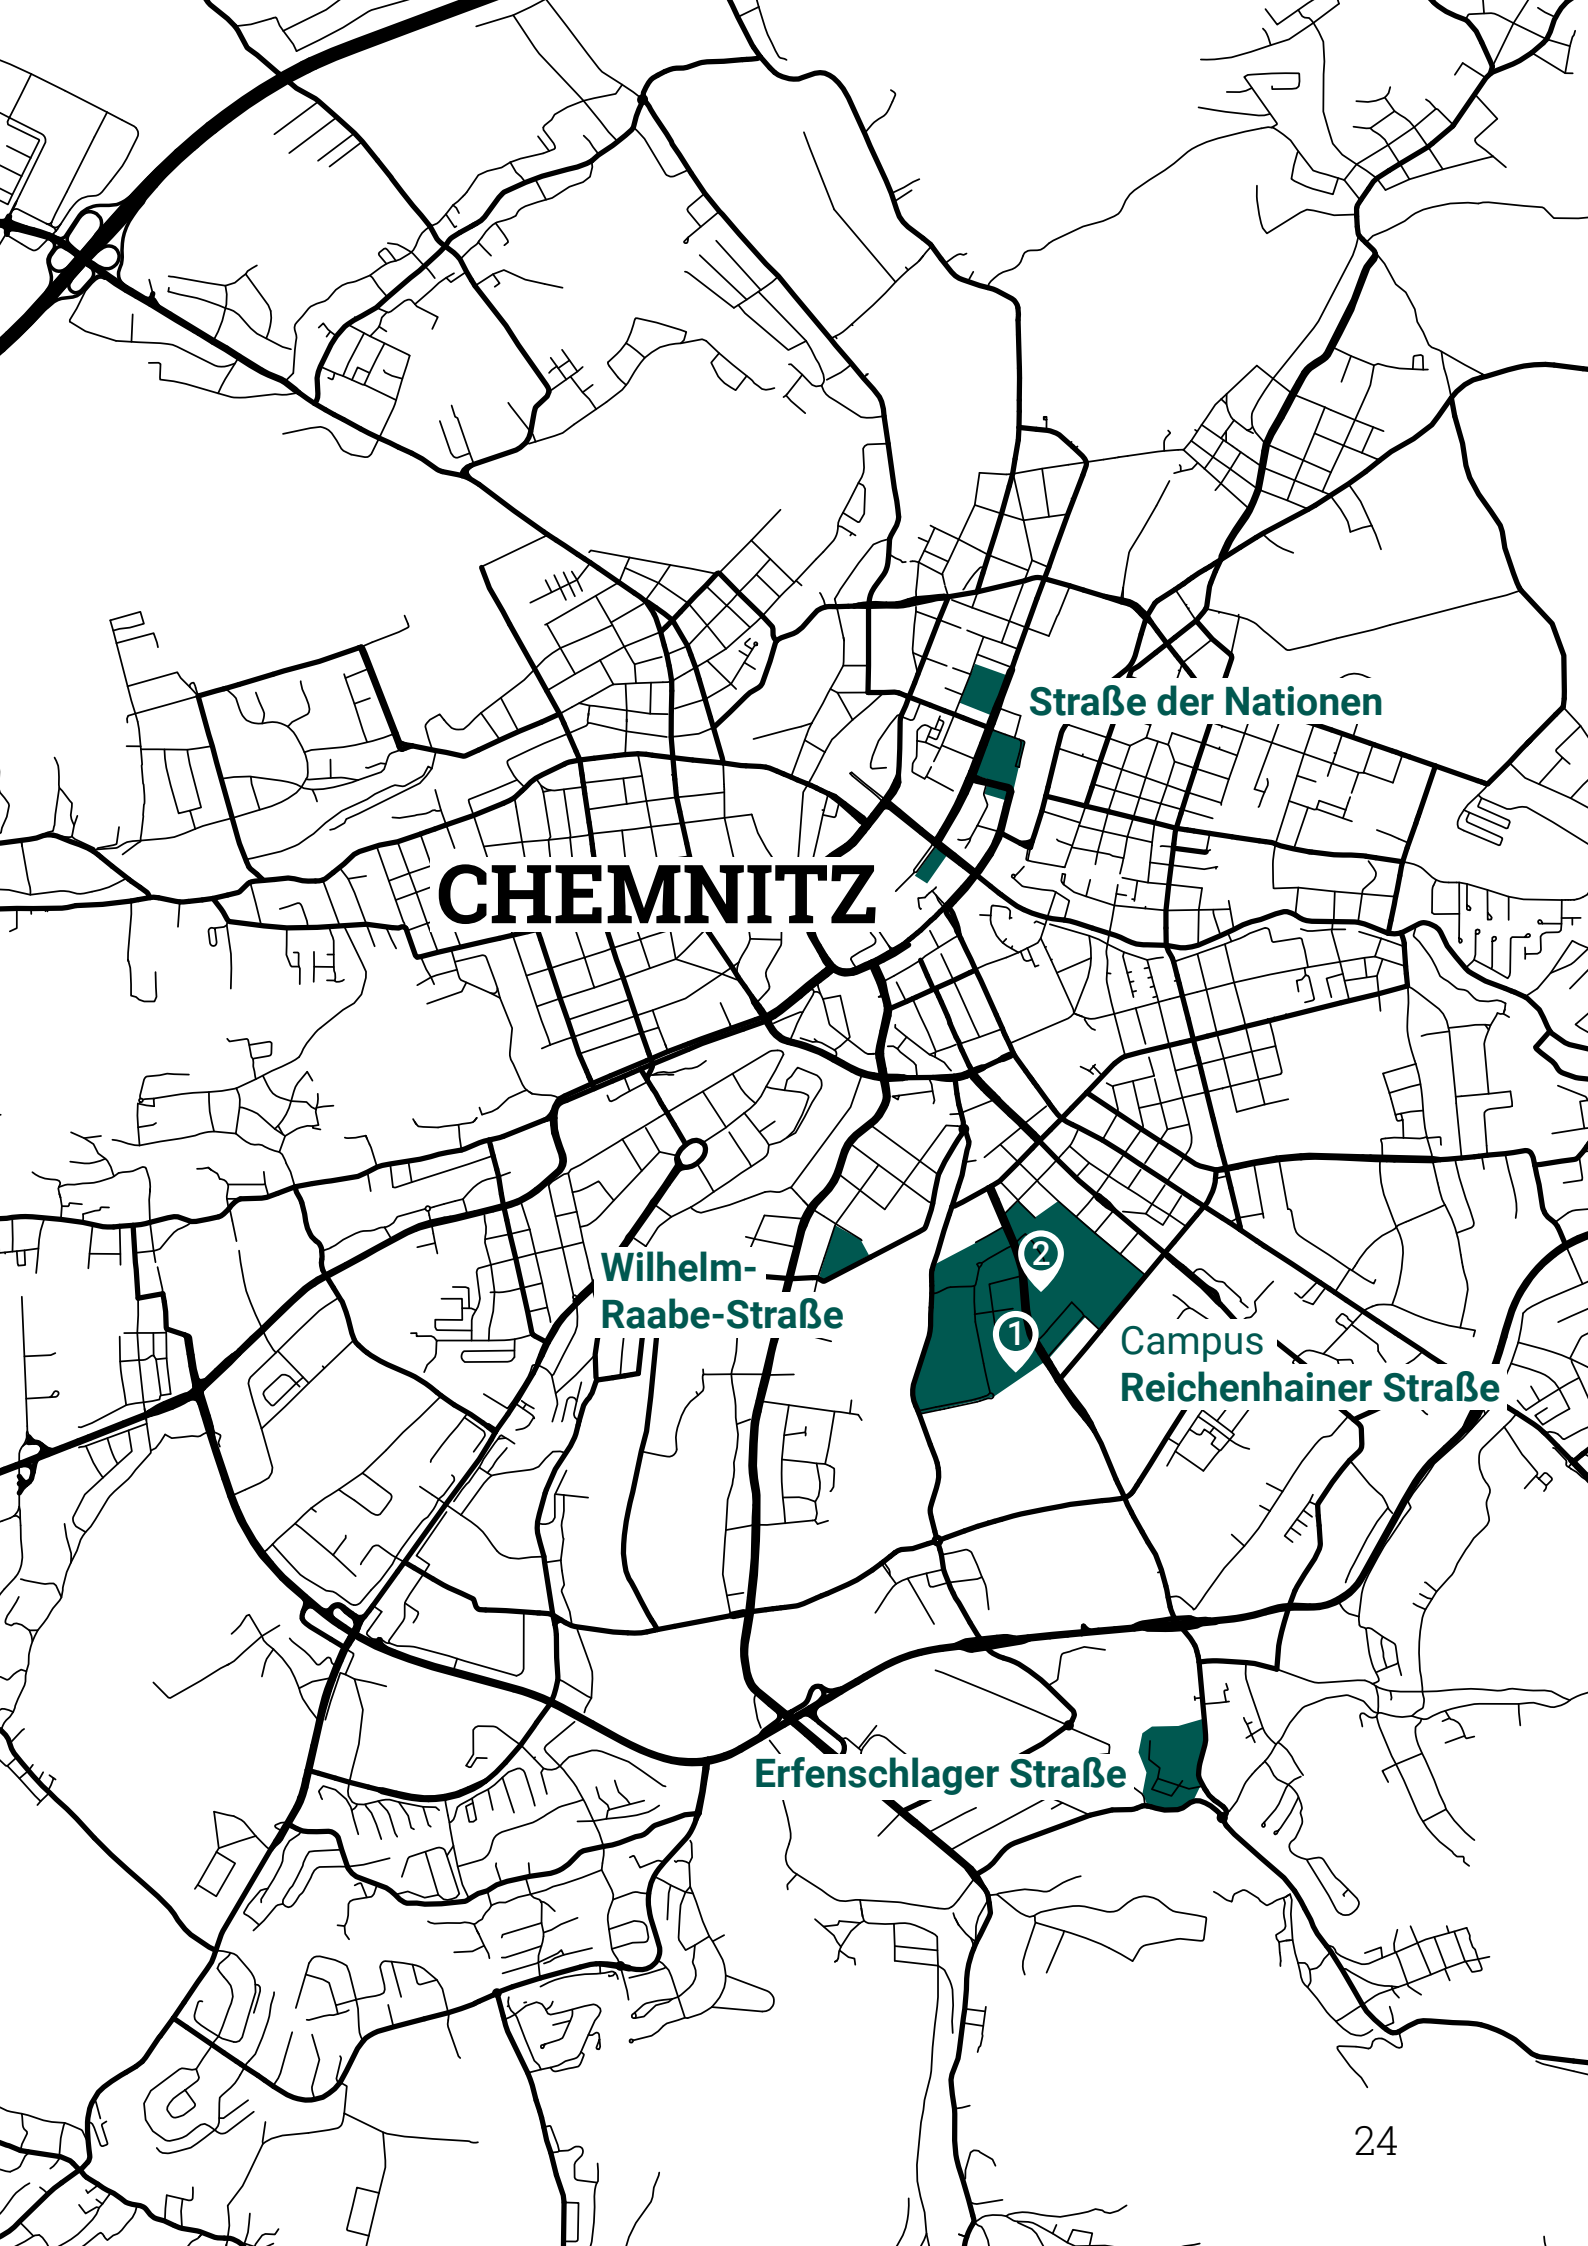 Straße der Nationen
CHEMNITZ
Wilhelm-
Raabe-Straße
2
1
Campus
Reichenhainer Straße
Erfenschlager Straße
24